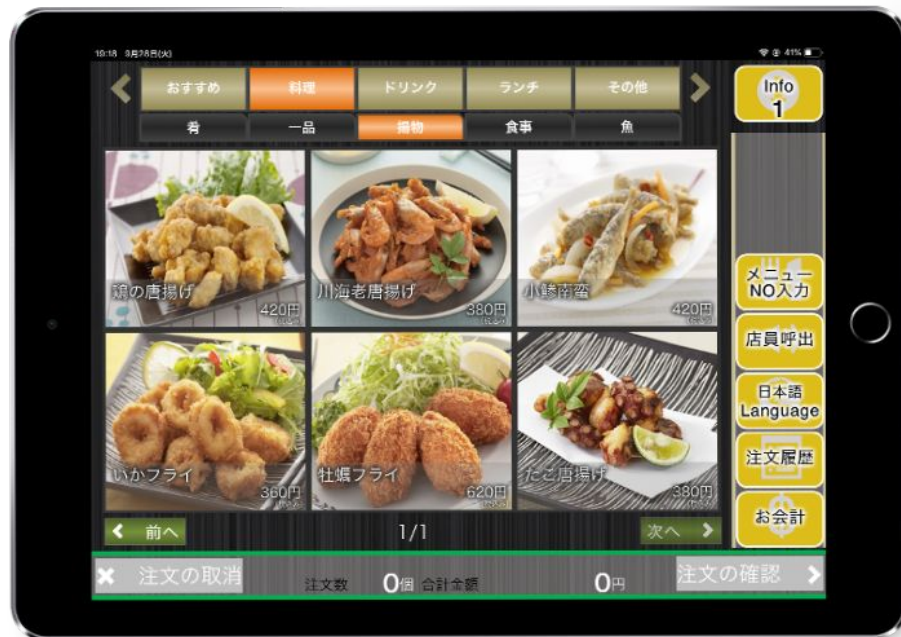 19:18 9月28日(火)
41%
おすすめ 料理 ドリンク ランチ その他
肴 一品 揚物 食事 魚
Info
1
鶏の唐揚げ
420円
川海老唐揚げ
380円
小鯵南蛮
420円
メニュー
NO入力
店員呼出
日本語
Language
注文履歴
お会計
いかフライ
360円
牡蠣フライ
620円
たこ唐揚げ
380円
前へ
1/1
次へ
注文の取消
注文数 0個 合計金額 0円
注文の確認